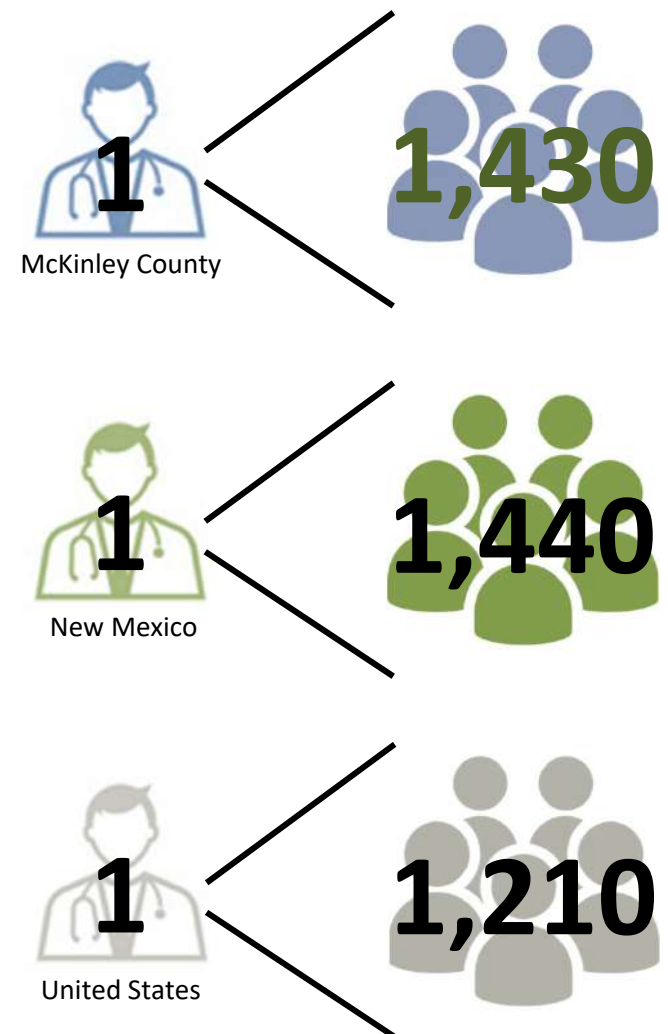 1 1,430
McKinley County
1 1,440
New Mexico
1 1,210
United States